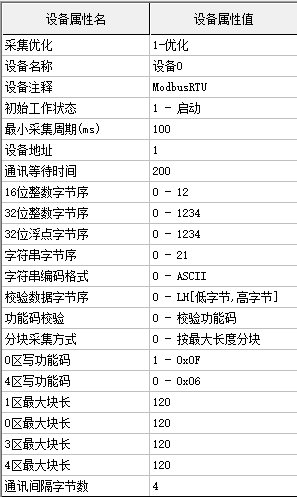 设备属性名 设备属性值
采集优化 1-优化
设备名称 设备0
设备注释 ModbusRTU
初始工作状态 1 - 启动
最小采集周期(ms) 100
设备地址 1
通讯等待时间 200
16位整数字节序 0 - 12
32位整数字节序 0 - 1234
32位浮点字节序 0 - 1234
字符串字节序 0 - 21
字符串编码格式 0 - ASCII
校验数据字节序 0 - LH[低字节,高字节]
功能码校验 0 - 校验功能码
分块采集方式 0 - 按最大长度分块
0区写功能码 1 - 0x0F
4区写功能码 0 - 0x06
1区最大块长 120
0区最大块长 120
3区最大块长 120
4区最大块长 120
通讯间隔字节数 4